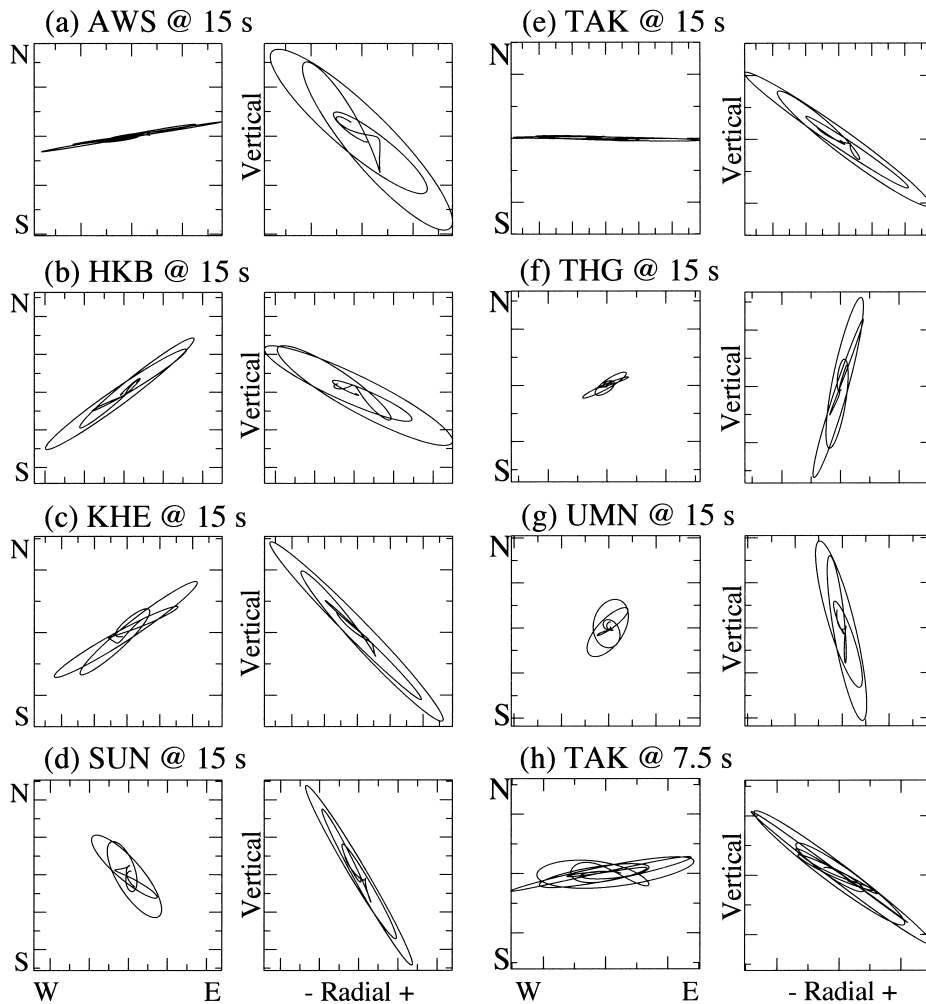 (a) AWS @ 15 s
N
S
Vertical
(b) HKB @ 15 s
N
S
Vertical
(c) KHE @ 15 s
N
S
Vertical
(d) SUN @ 15 s
N
S
Vertical
W E
- Radial +
(e) TAK @ 15 s
N
S
Vertical
(f) THG @ 15 s
N
S
Vertical
(g) UMN @ 15 s
N
S
Vertical
(h) TAK @ 7.5 s
N
S
Vertical
W E
- Radial +